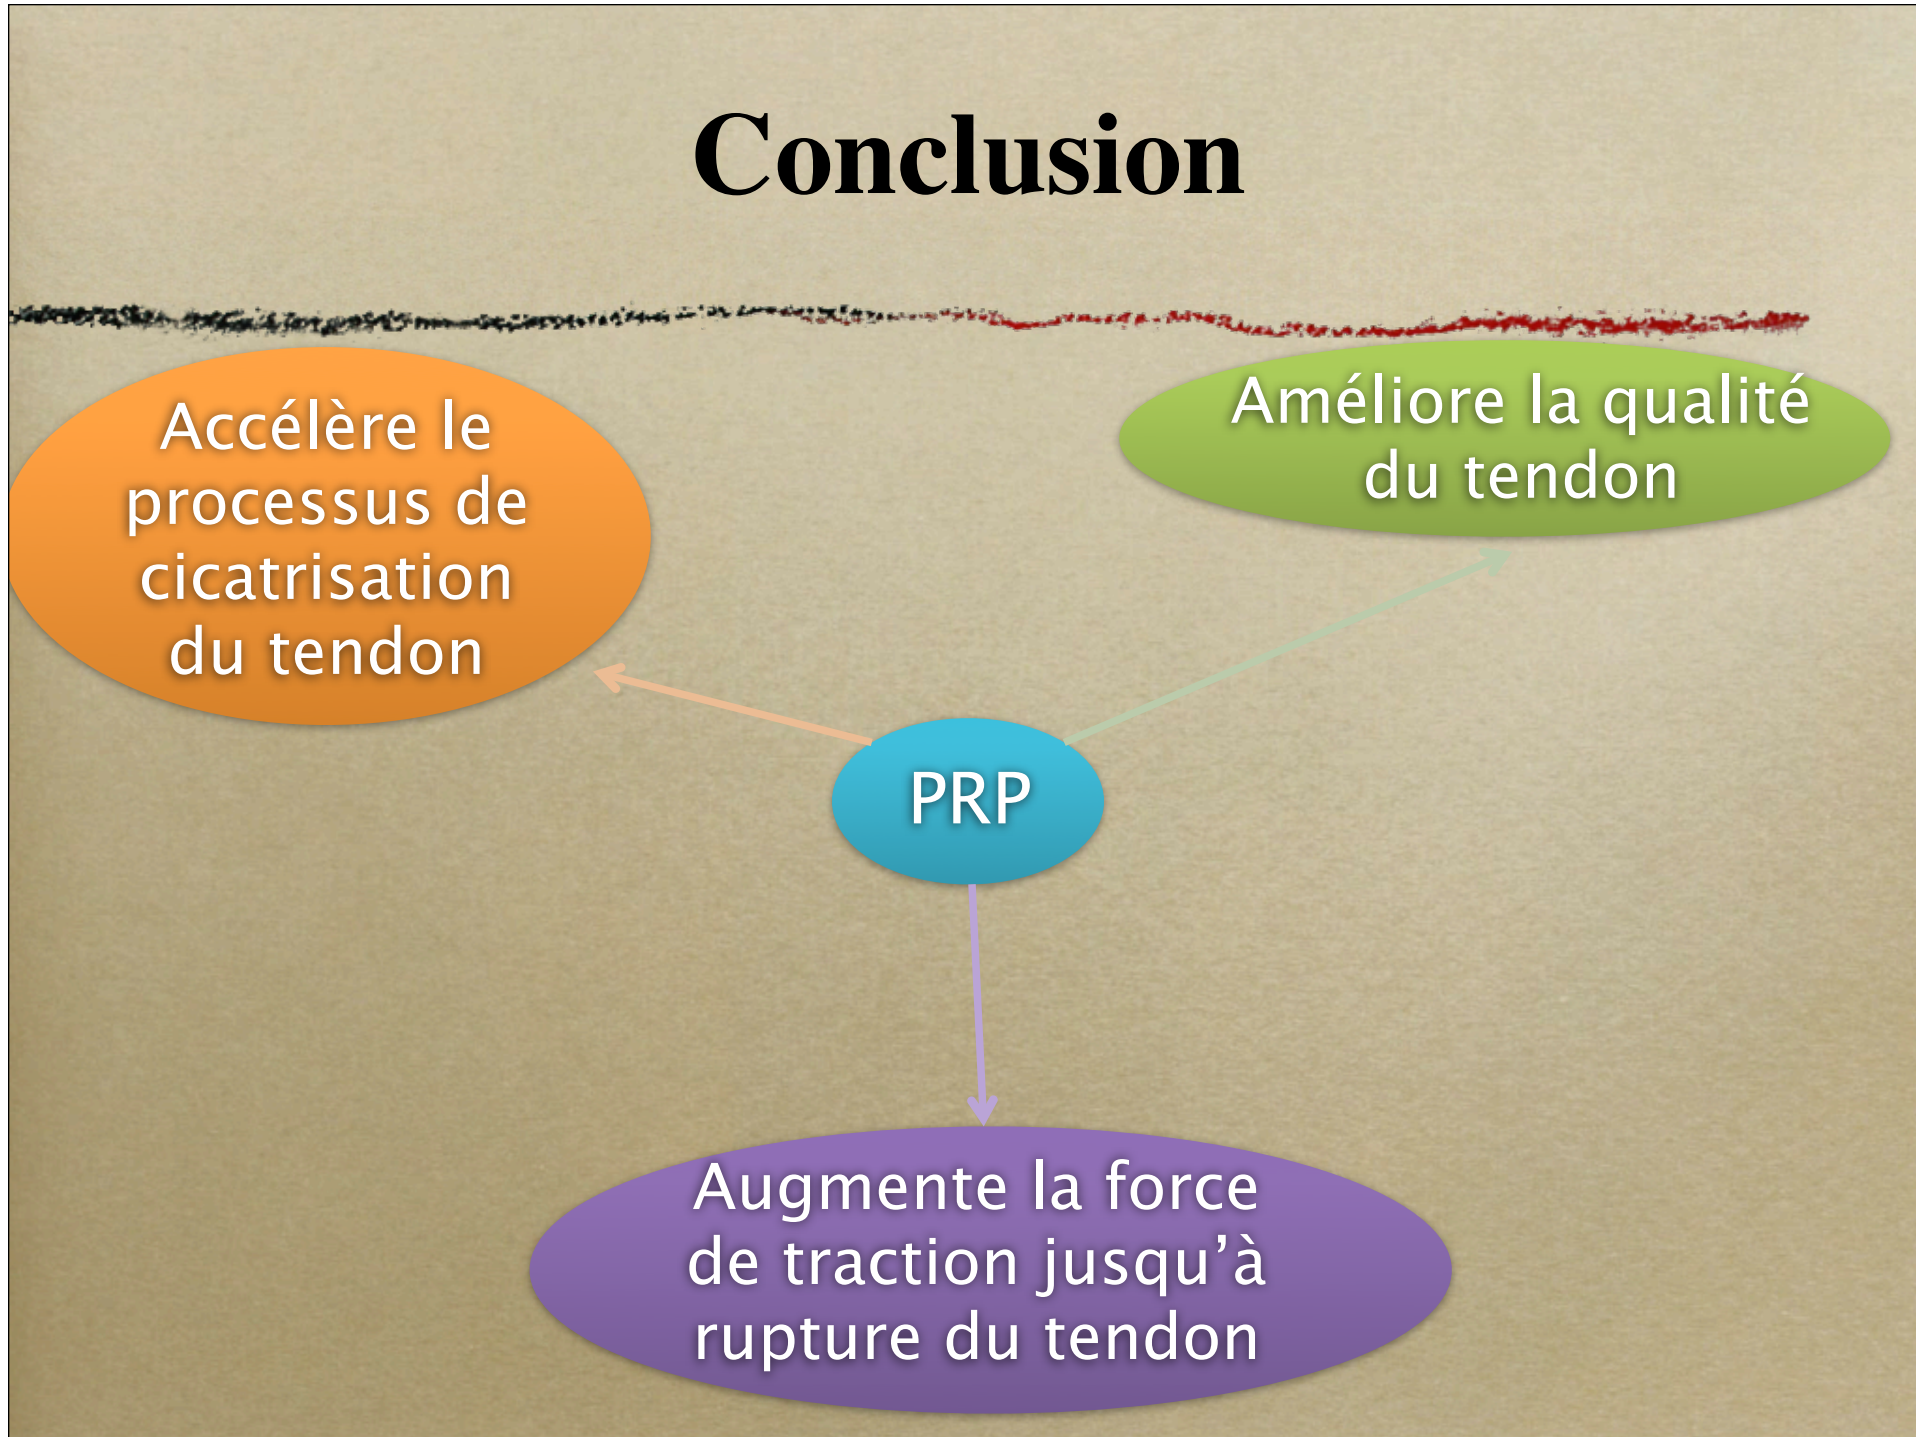 Conclusion
Accélère le
processus de
cicatrisation
du tendon
Améliore la qualité
du tendon
PRP
Augmente la force
de traction jusqu’à
rupture du tendon